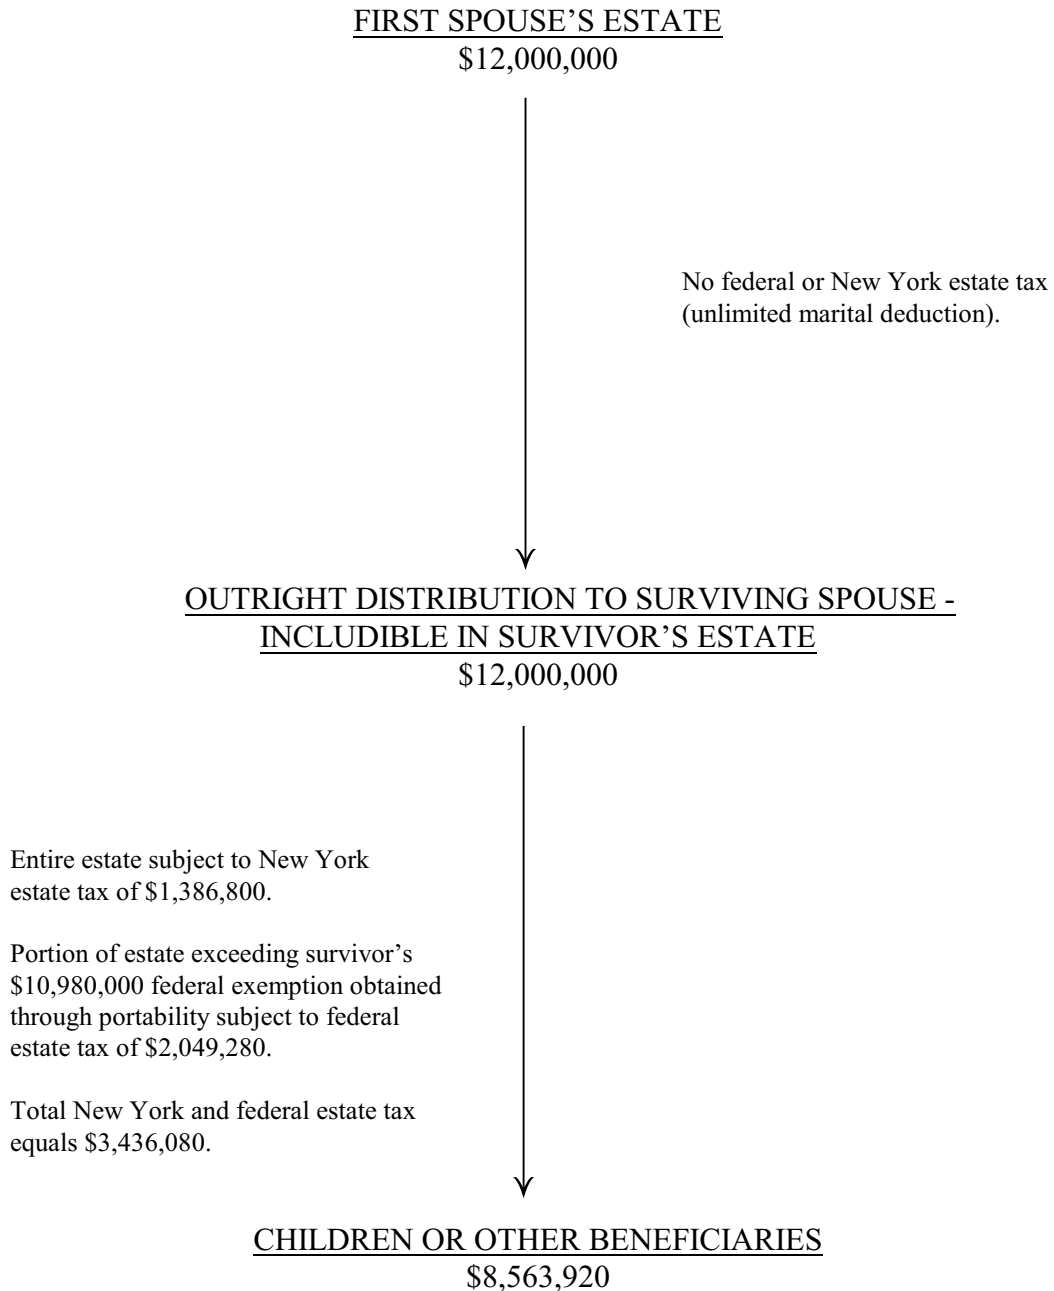 FIRST SPOUSE’S ESTATE
$12,000,000
No federal or New York estate tax
(unlimited marital deduction).
OUTRIGHT DISTRIBUTION TO SURVIVING SPOUSE -
INCLUDIBLE IN SURVIVOR’S ESTATE
$12,000,000
Entire estate subject to New York
estate tax of $1,386,800.
Portion of estate exceeding survivor’s
$10,980,000 federal exemption obtained
through portability subject to federal
estate tax of $2,049,280.
Total New York and federal estate tax
equals $3,436,080.
CHILDREN OR OTHER BENEFICIARIES
$8,563,920